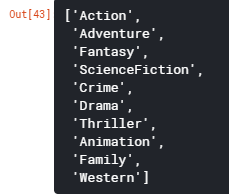 Out[43]
['Action',
'Adventure',
'Fantasy',
'ScienceFiction',
'Crime',
'Drama',
'Thriller',
'Animation',
'Family',
'Western']